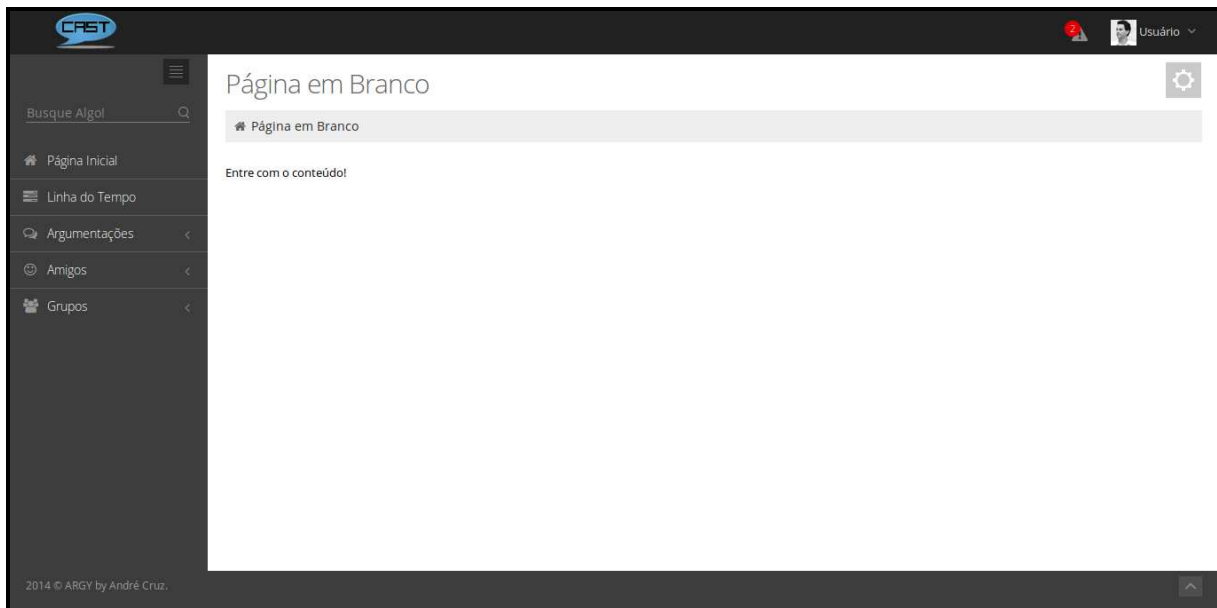 CAST
2
Usuário
Página em Branco
Busque Algo!
Página em Branco
Página Inicial
Entre com o conteúdo!
Linha do Tempo
Argumentações
Amigos
Grupos
2014 © ARGY by André Cruz.